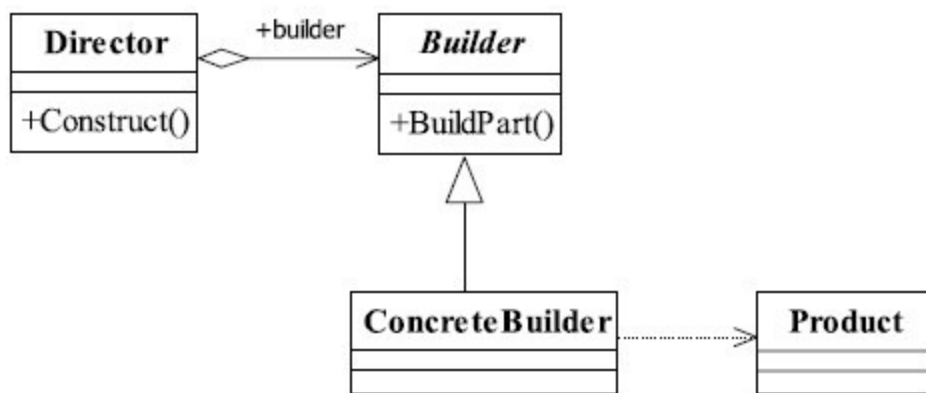 Director
+builder
Builder
+Construct()
+BuildPart()
ConcreteBuilder
Product